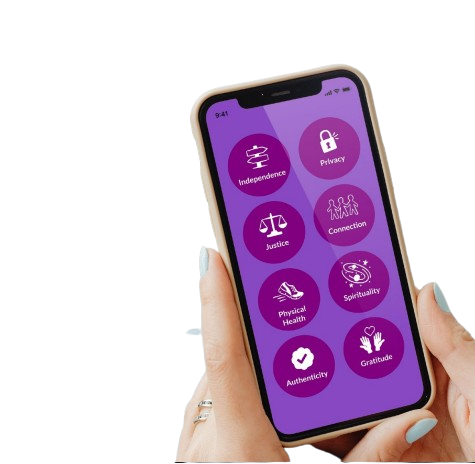 9:41
Independence
Privacy
Justice
Connection
Physical
Health
Spirituality
Authenticity
Gratitude